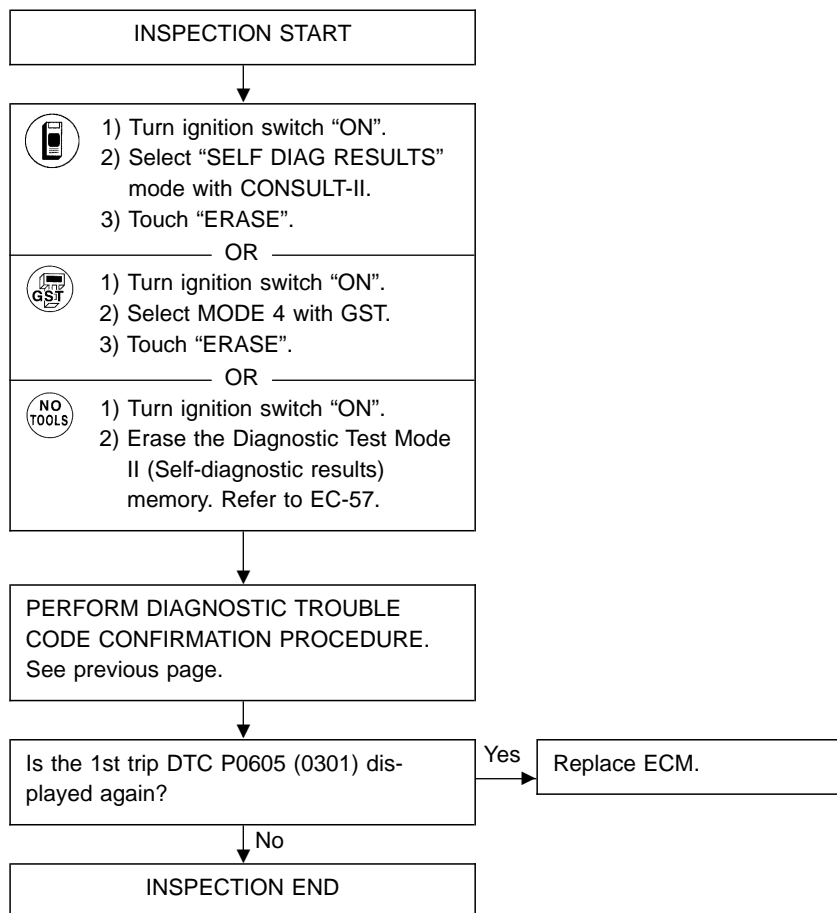 INSPECTION START
1) Turn ignition switch “ON”.
2) Select “SELF DIAG RESULTS”
mode with CONSULT-II.
3) Touch “ERASE”.
OR
GST
1) Turn ignition switch “ON”.
2) Select MODE 4 with GST.
3) Touch “ERASE”.
OR
NO
TOOLS
1) Turn ignition switch “ON”.
2) Erase the Diagnostic Test Mode
II (Self-diagnostic results)
memory. Refer to EC-57.
PERFORM DIAGNOSTIC TROUBLE
CODE CONFIRMATION PROCEDURE.
See previous page.
Is the 1st trip DTC P0605 (0301) dis-
played again?
Yes
Replace ECM.
No
INSPECTION END